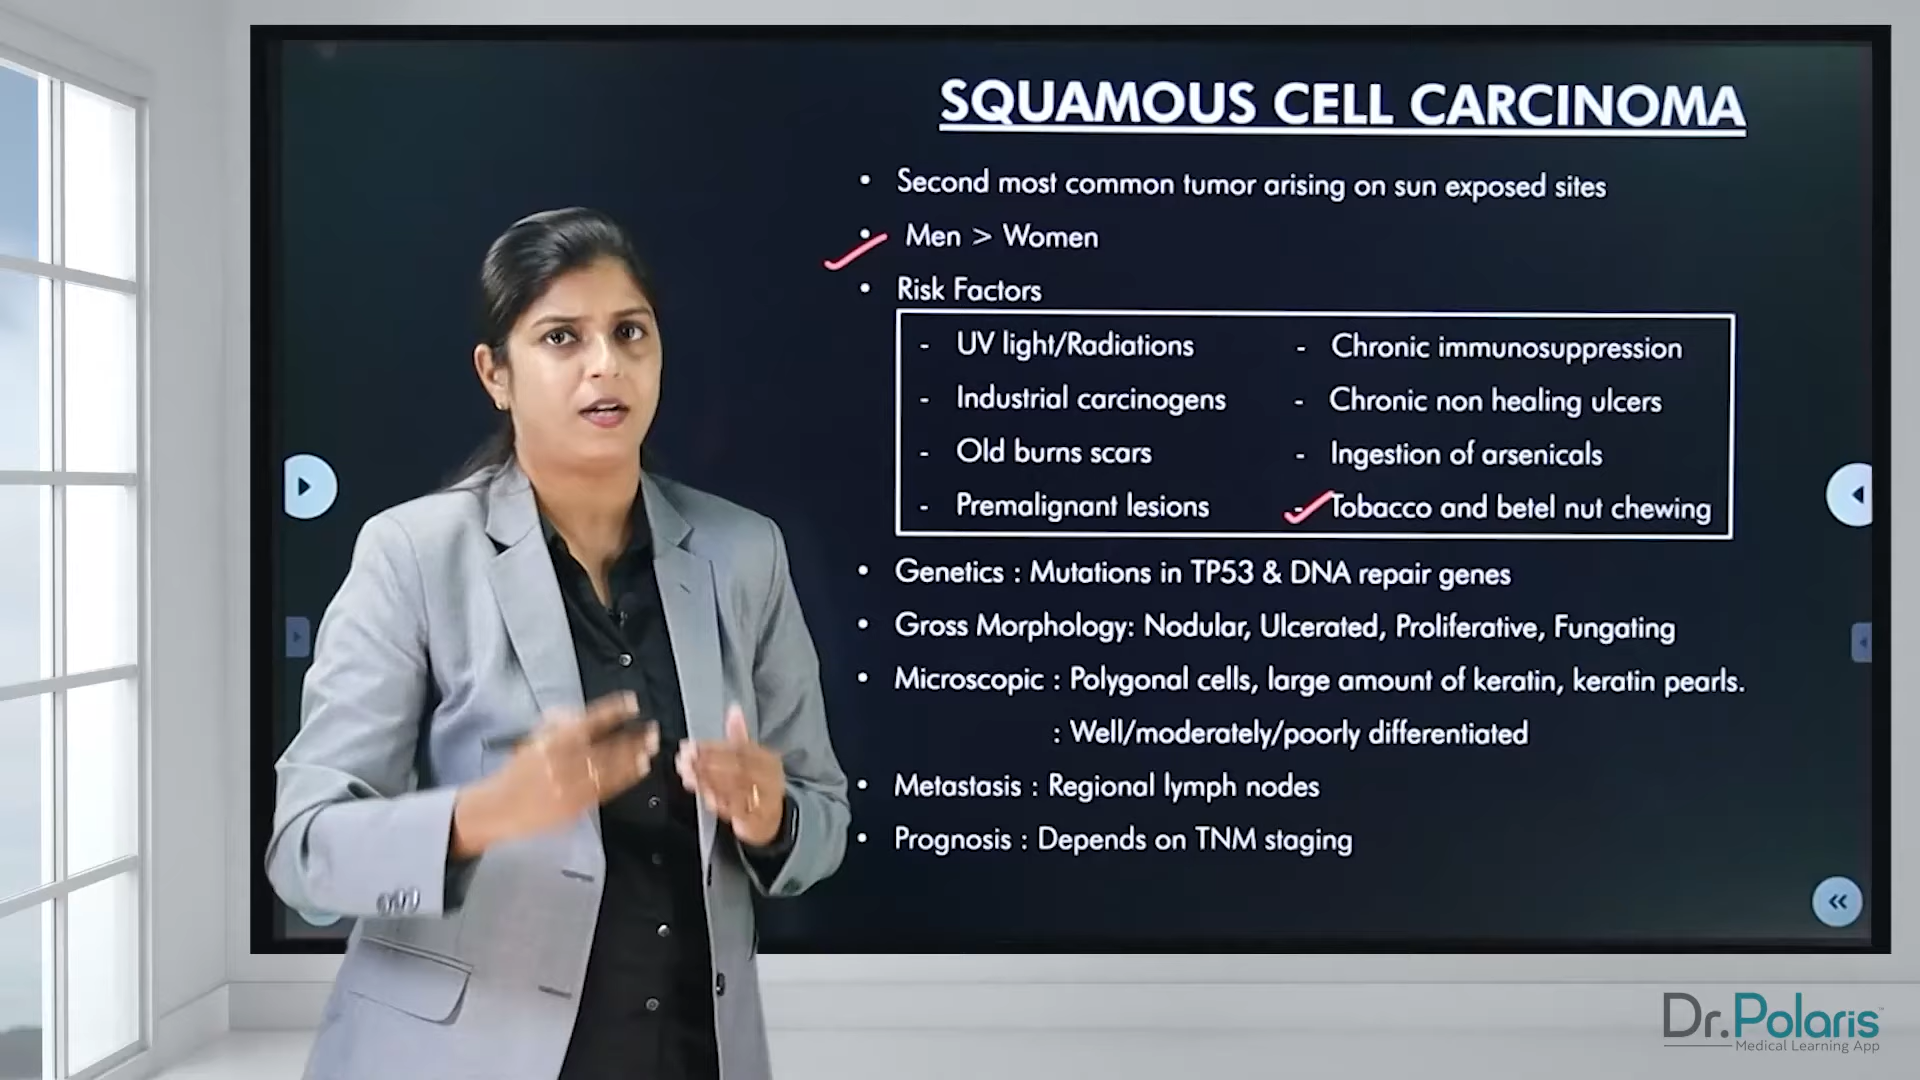 SQUAMOUS CELL CARCINOMA
• Second most common tumor arising on sun exposed sites
• Men > Women
• Risk Factors
- UV light/Radiations
- Industrial carcinogens
- Old burns scars
- Premalignant lesions
- Chronic immunosuppression
- Chronic non healing ulcers
- Ingestion of arsenicals
- Tobacco and betel nut chewing
• Genetics : Mutations in TP53 & DNA repair genes
• Gross Morphology: Nodular, Ulcerated, Proliferative, Fungating
• Microscopic : Polygonal cells, large amount of keratin, keratin pearls.
: Well/moderately/poorly differentiated
• Metastasis : Regional lymph nodes
• Prognosis : Depends on TNM staging
Dr.Polaris
Medical Learning App